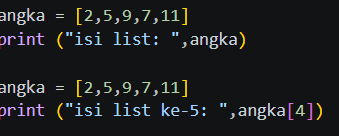 angka = [2,5,9,7,11]
print ("isi list: ",angka)
angka = [2,5,9,7,11]
print ("isi list ke-5: ",angka[4])